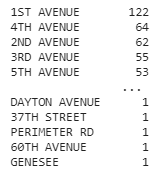 1ST AVENUE 122
4TH AVENUE 64
2ND AVENUE 62
3RD AVENUE 55
5TH AVENUE 53
...
DAYTON AVENUE 1
37TH STREET 1
PERIMETER RD 1
60TH AVENUE 1
GENESEE 1